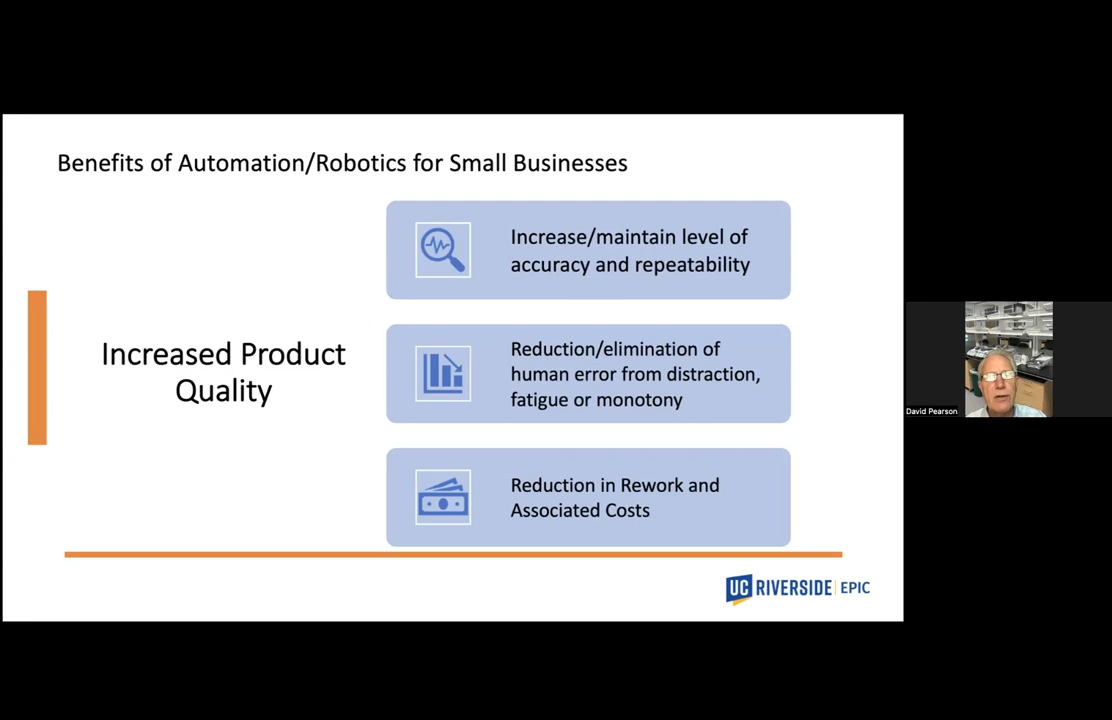 Benefits of Automation/Robotics for Small Businesses
Increased Product
Quality
Increase/maintain level of
accuracy and repeatability
Reduction/elimination of
human error from distraction,
fatigue or monotony
Reduction in Rework and
Associated Costs
UC RIVERSIDE EPIC
David Pearson